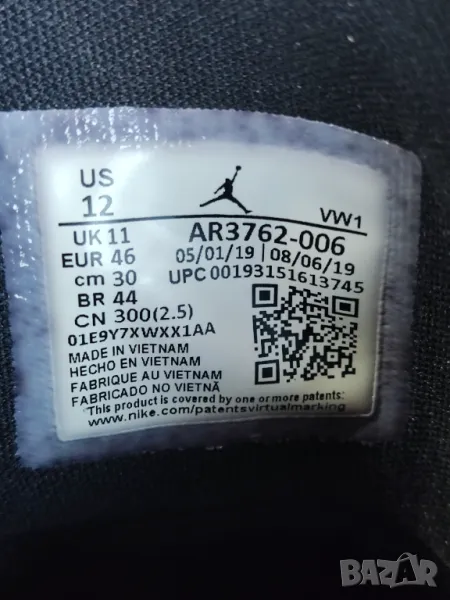 US
12
VW1
UK 11
AR3762-006
EUR 46
05/01/19 | 08/06/19
cm 30
UPC 00193151613745
BR 44
CN 300(2.5)
01E9Y7XWXX1AA
MADE IN VIETNAM
HECHO EN VIETNAM
FABRIQUE AU VIETNAM
FABRICADO NO VIETNÃ
This product is covered by one or more patents.
www.nike.com/patentsvirtualmarking
BAZAR